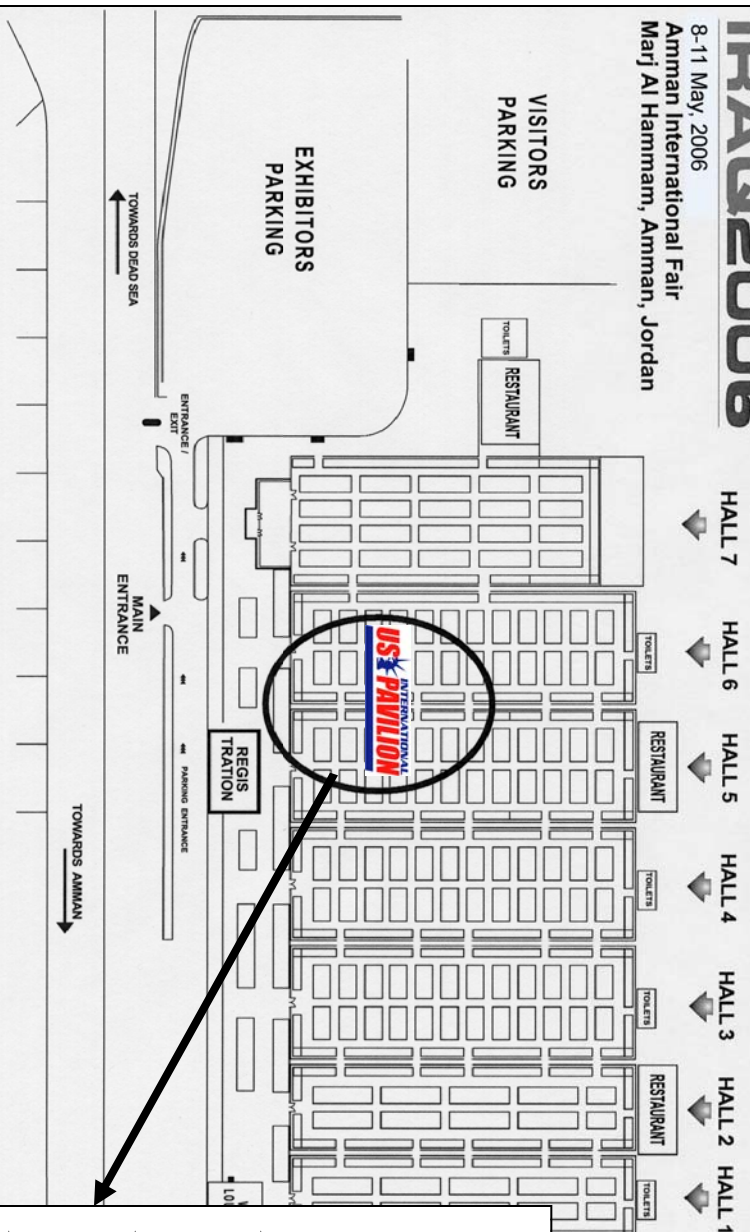 IRAQ2006
8-11 May, 2006
Amman International Fair
Marj Al Hammam, Amman, Jordan
VISITORS
PARKING
EXHIBITORS
PARKING
TOWARDS DEAD SEA
TOILETS
RESTAURANT
ENTRANCE /
EXIT
MAIN
ENTRANCE
HALL 7
HALL 6
TOILETS
HALL 5
RESTAURANT
HALL 4
TOILETS
HALL 3
TOILETS
HALL 2
RESTAURANT
HALL 1
TOILETS
INTERNATIONAL
US PAVILION
REGIS
TRATION
PARKING ENTRANCE
TOWARDS AMMAN